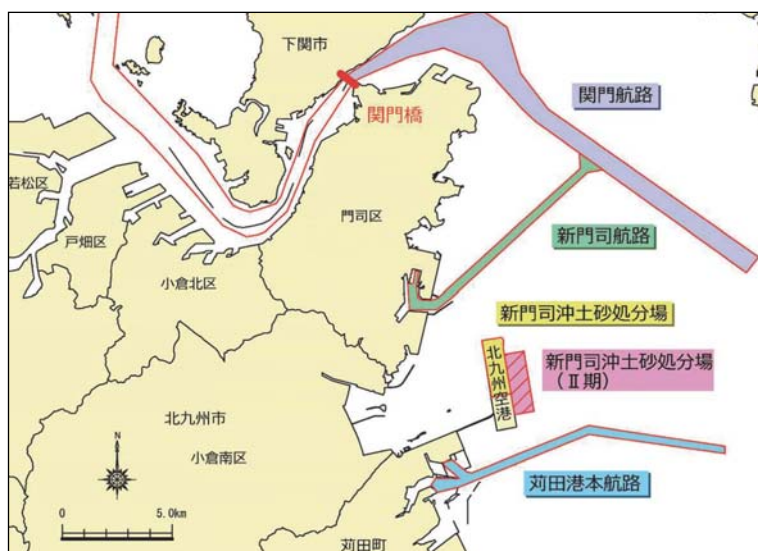 下関市
関門航路
関門橋
若松区
戸畑区
門司区
新門司航路
小倉北区
新門司沖土砂処分場
北九州空港
新門司沖土砂処分場
(Ⅱ期)
北九州市
小倉南区
N
苅田港本航路
0 5.0km
苅田町